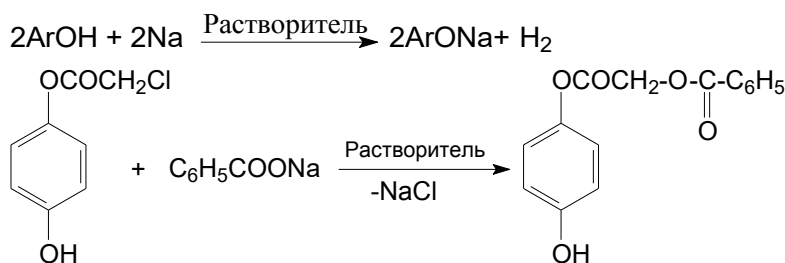 2ArOH + 2Na Растворитель 2ArONa+ H2
OCOCH2Cl OCOCH2-O-C-C6H5
O
+ C6H5COONa Растворитель
-NaCl
OH OH